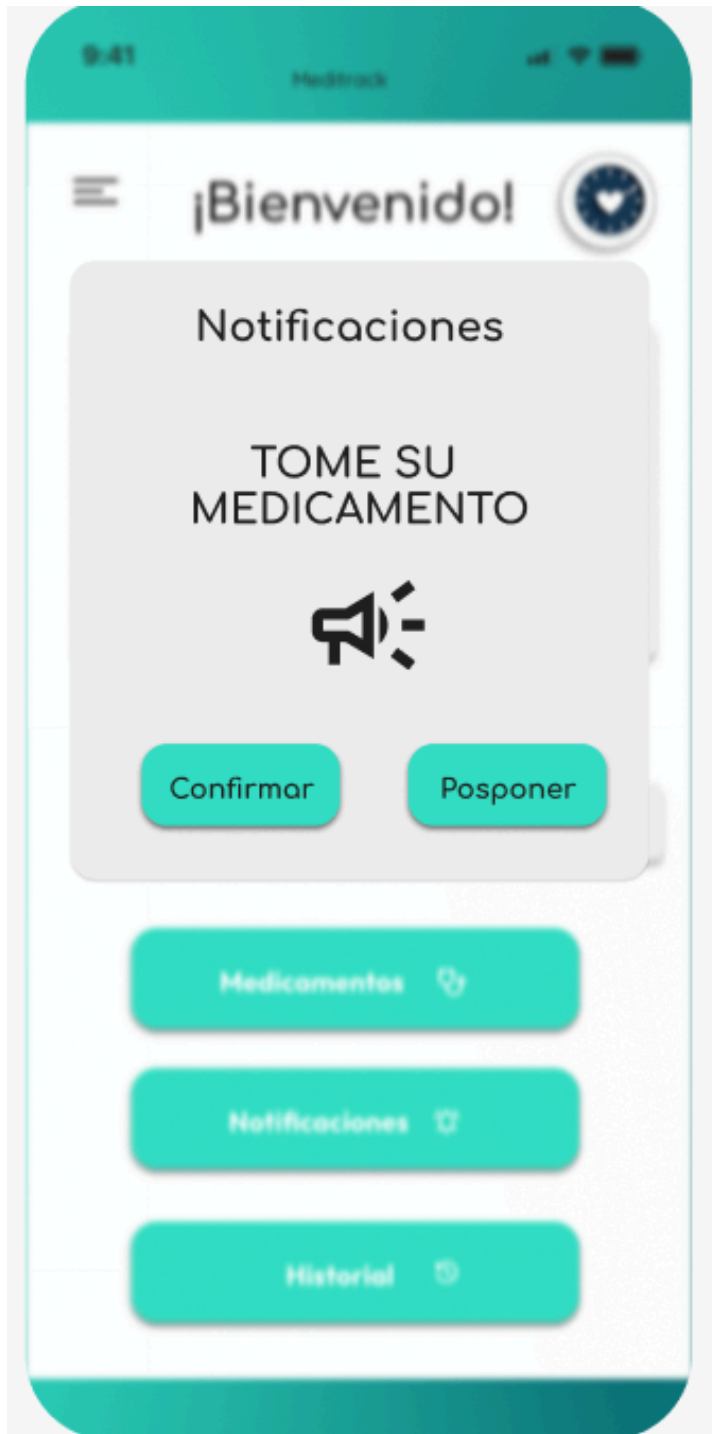 9:41
Meditrack
¡Bienvenido!
Notificaciones
TOME SU
MEDICAMENTO
Confirmar
Posponer
Medicamentos
Notificaciones
Historial